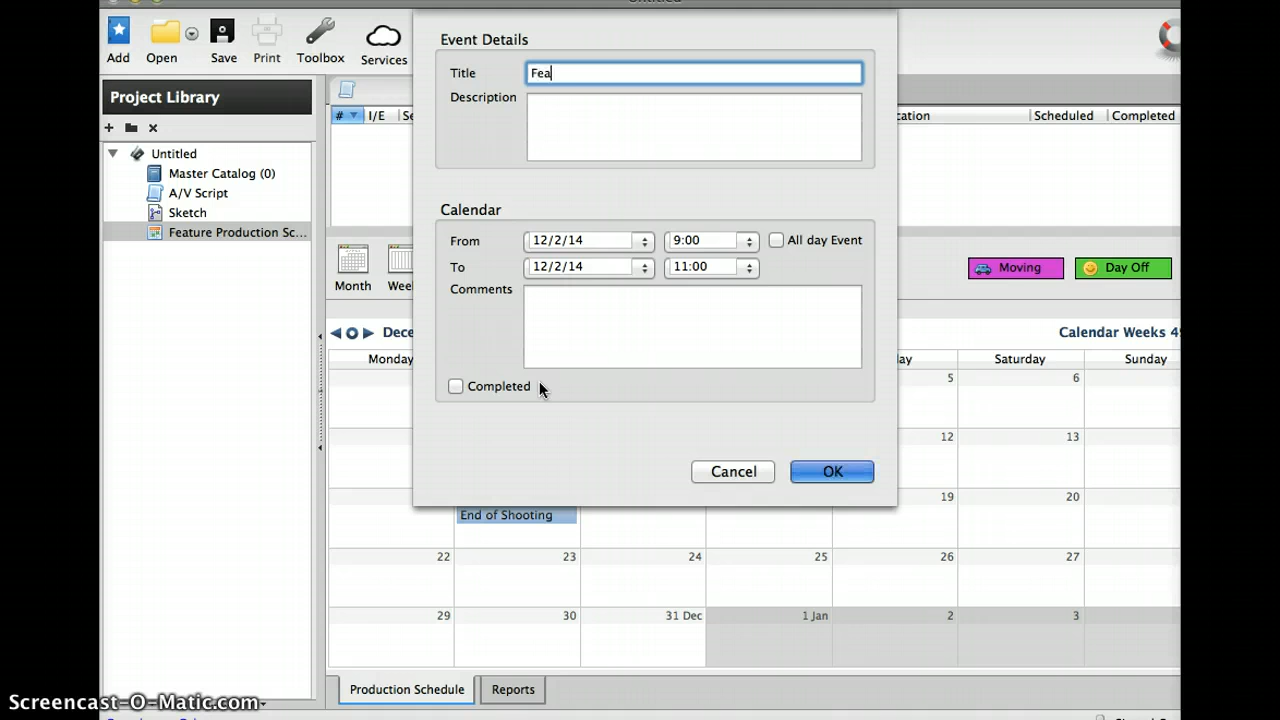 Untitled
Add
Open
Save
Print
Toolbox
Services
Project Library
Untitled
Master Catalog (0)
A/V Script
Sketch
Feature Production Sc...
Event Details
Title
Fea
Description
Calendar
From
12/2/14
9:00
All day Event
To
12/2/14
11:00
Comments
Completed
Cancel
OK
#
I/E
Scheduled
Completed
Month
Moving
Day Off
Dece
Calendar Weeks 49
Monday
Saturday
Sunday
5
6
12
13
19
20
End of Shooting
22
23
24
25
26
27
29
30
31 Dec
1 Jan
2
3
Production Schedule
Reports
Screencast-O-Matic.com